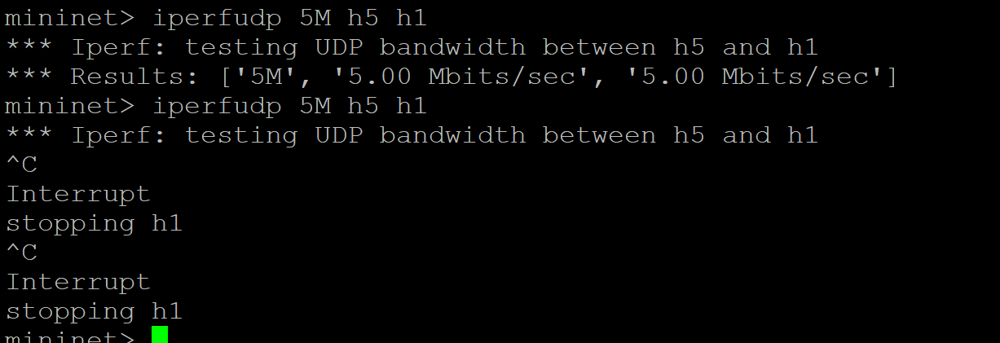 mininet> iperfudp 5M h5 h1
*** Iperf: testing UDP bandwidth between h5 and h1
*** Results: ['5M', '5.00 Mbits/sec', '5.00 Mbits/sec']
mininet> iperfudp 5M h5 h1
*** Iperf: testing UDP bandwidth between h5 and h1
^C
Interrupt
stopping h1
^C
Interrupt
stopping h1
mininet>